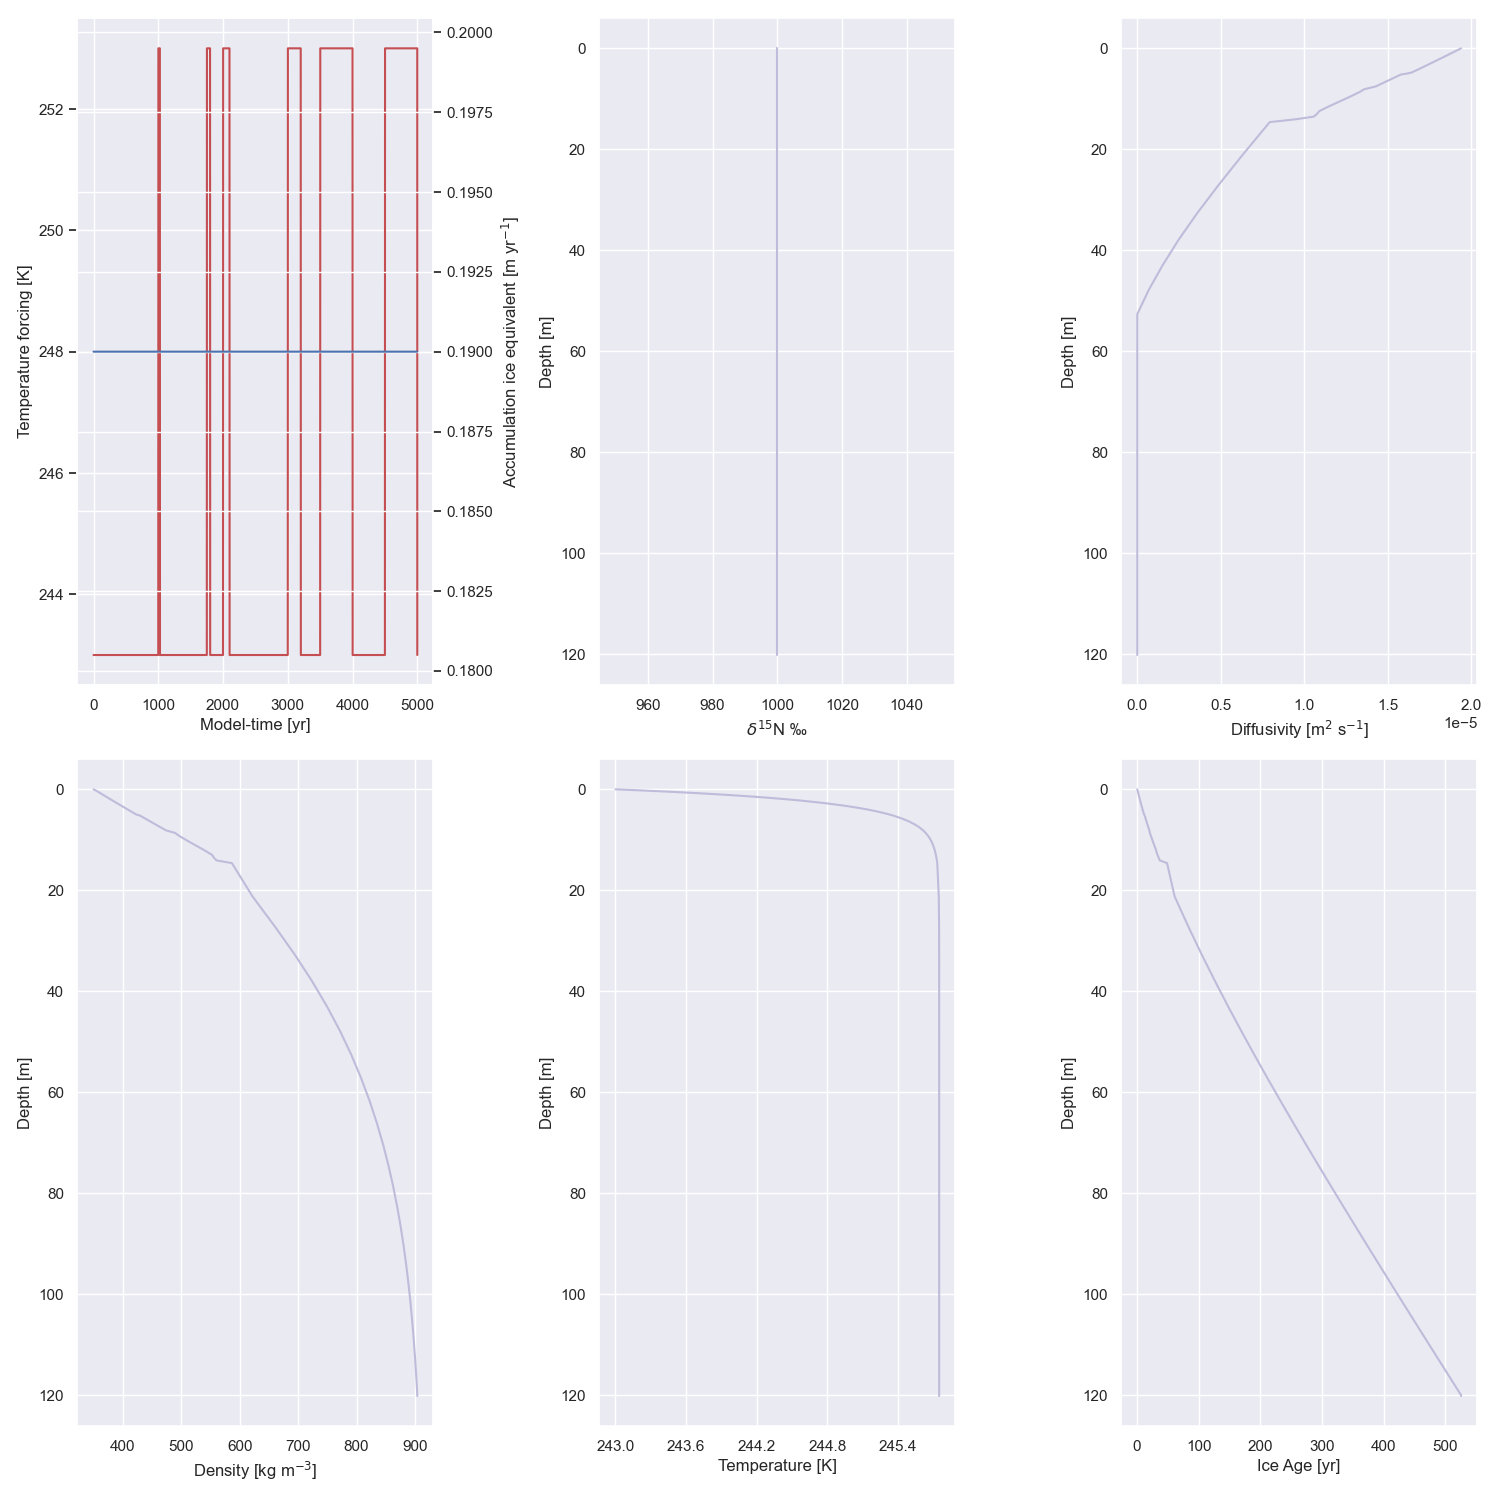 Temperature forcing [K]
252
250
248
246
244
0 1000 2000 3000 4000 5000
Model-time [yr]
0.2000
0.1975
0.1950
0.1925
0.1900
0.1875
0.1850
0.1825
0.1800
Accumulation ice equivalent [m yr⁻¹]
Depth [m]
0
20
40
60
80
100
120
960 980 1000 1020 1040
δ¹⁵N ‰
Depth [m]
0
20
40
60
80
100
120
0.0 0.5 1.0 1.5 2.0
1e−5
Diffusivity [m² s⁻¹]
Depth [m]
0
20
40
60
80
100
120
400 500 600 700 800 900
Density [kg m⁻³]
Depth [m]
0
20
40
60
80
100
120
243.0 243.6 244.2 244.8 245.4
Temperature [K]
Depth [m]
0
20
40
60
80
100
120
0 100 200 300 400 500
Ice Age [yr]